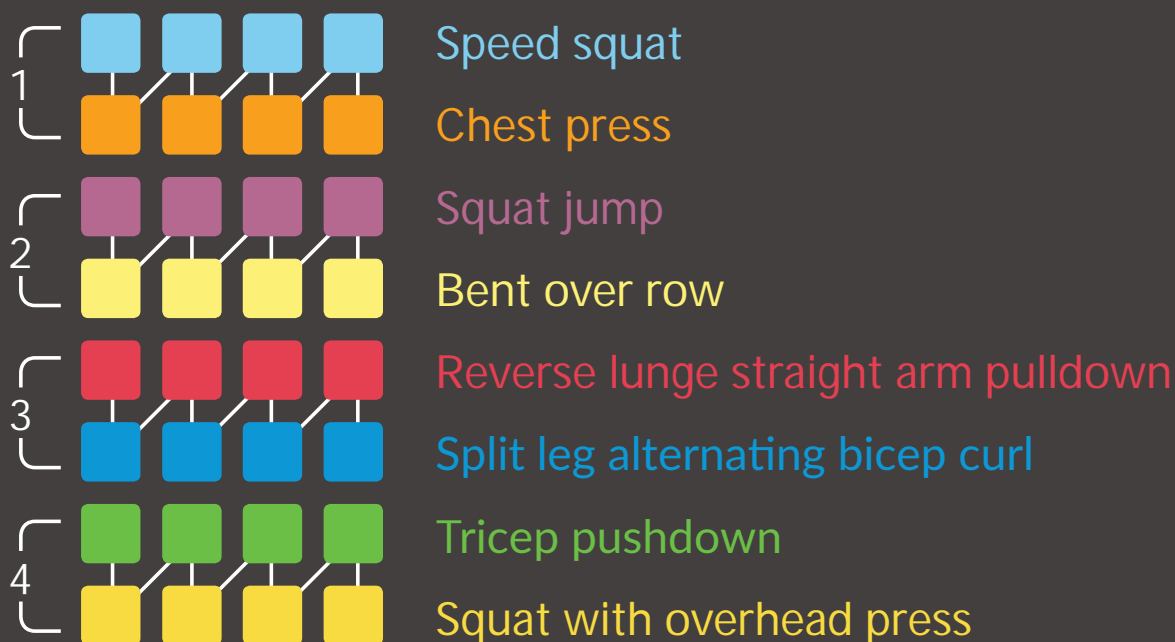 1
Speed squat
Chest press
2
Squat jump
Bent over row
3
Reverse lunge straight arm pulldown
Split leg alternating bicep curl
4
Tricep pushdown
Squat with overhead press